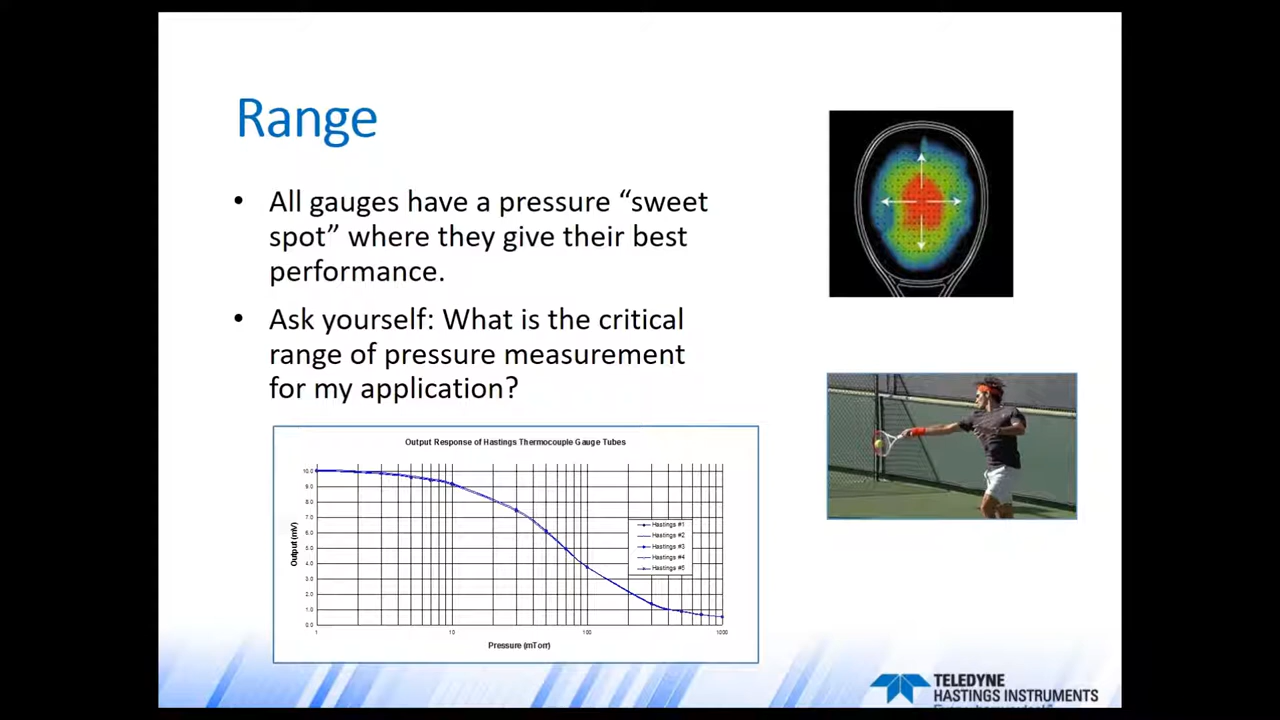 Range
• All gauges have a pressure “sweet
spot” where they give their best
performance.
• Ask yourself: What is the critical
range of pressure measurement
for my application?
Output Response of Hastings Thermocouple Gauge Tubes
Output (mV)
10.0
9.0
8.0
7.0
6.0
5.0
4.0
3.0
2.0
1.0
0.0
1 10 100 1000
Pressure (mTorr)
Hastings #1
Hastings #2
Hastings #3
Hastings #4
Hastings #5
TELEDYNE
HASTINGS INSTRUMENTS